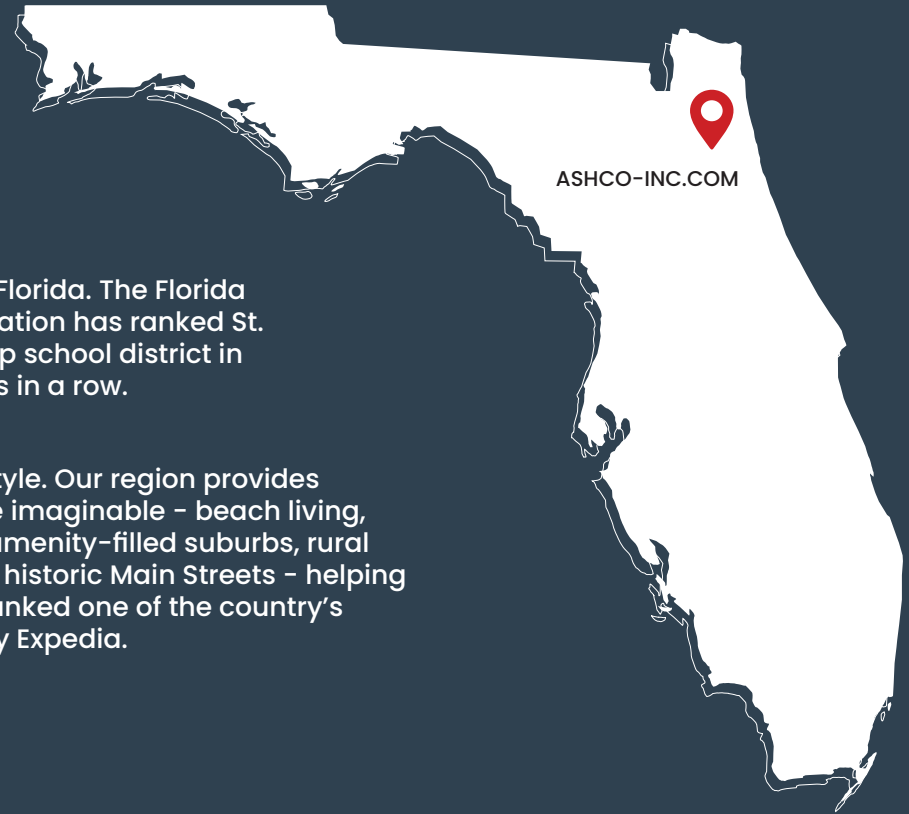 ASHCO-INC.COM
Florida. The Florida
ation has ranked St.
p school district in
s in a row.
tyle. Our region provides
e imaginable - beach living,
amenity-filled suburbs, rural
historic Main Streets - helping
anked one of the country’s
y Expedia.